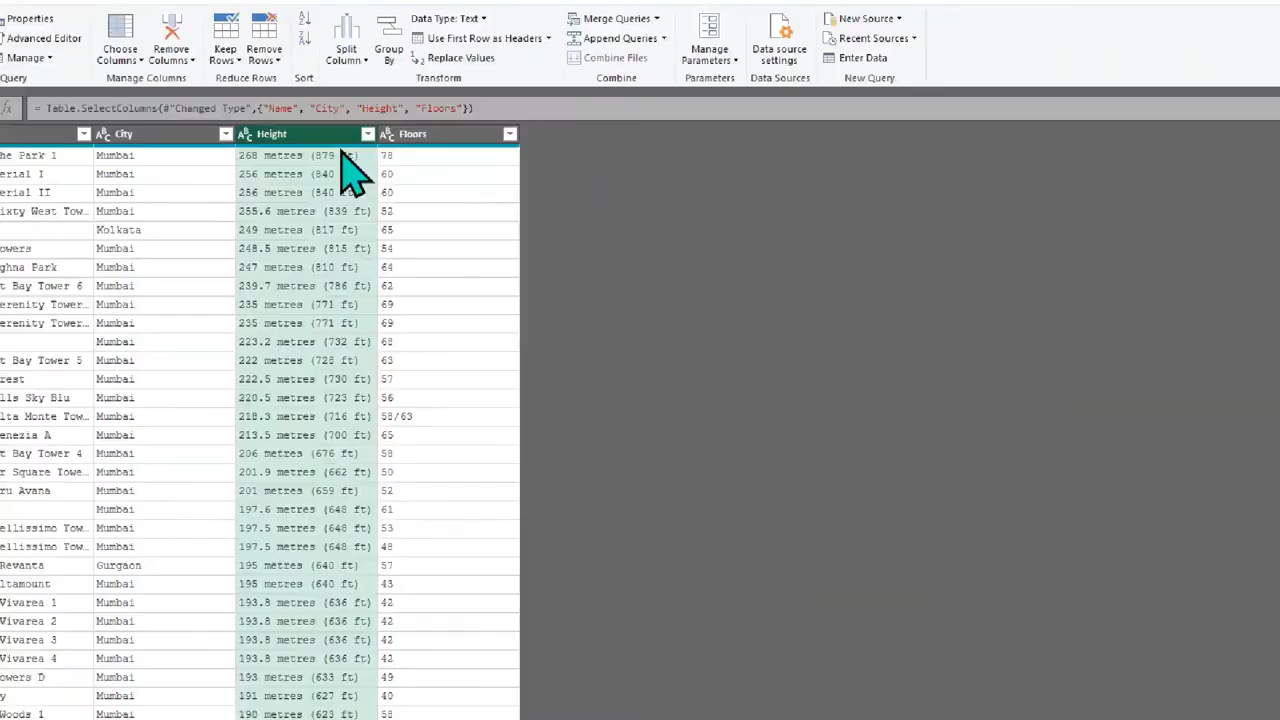 Properties
Advanced Editor
Manage
Query
Choose Columns
Remove Columns
Manage Columns
Keep Rows
Remove Rows
Reduce Rows
Sort
Split Column
Group By
Data Type: Text
Use First Row as Headers
Replace Values
Transform
Merge Queries
Append Queries
Combine Files
Combine
Manage Parameters
Parameters
Data source settings
Data Sources
New Source
Recent Sources
Enter Data
New Query
fx = Table.SelectColumns(#"Changed Type",{"Name", "City", "Height", "Floors"})
City Height Floors
he Park 1 Mumbai 268 metres (879 78
erial I Mumbai 256 metres (840 60
erial II Mumbai 256 metres (840 ft) 60
ixty West Tow... Mumbai 255.6 metres (839 ft) 52
Kolkata 249 metres (817 ft) 65
owers Mumbai 248.5 metres (815 ft) 54
ghna Park Mumbai 247 metres (810 ft) 64
t Bay Tower 6 Mumbai 239.7 metres (786 ft) 62
erenity Tower... Mumbai 235 metres (771 ft) 69
erenity Tower... Mumbai 235 metres (771 ft) 69
Mumbai 223.2 metres (732 ft) 68
t Bay Tower 5 Mumbai 222 metres (728 ft) 63
rest Mumbai 222.5 metres (730 ft) 57
lls Sky Blu Mumbai 220.5 metres (723 ft) 56
lta Monte Tow... Mumbai 218.3 metres (716 ft) 58/63
enezia A Mumbai 213.5 metres (700 ft) 65
t Bay Tower 4 Mumbai 206 metres (676 ft) 58
r Square Towe... Mumbai 201.9 metres (662 ft) 50
ru Avana Mumbai 201 metres (659 ft) 52
Mumbai 197.6 metres (648 ft) 61
ellissimo Tow... Mumbai 197.5 metres (648 ft) 53
ellissimo Tow... Mumbai 197.5 metres (648 ft) 48
Revanta Gurgaon 195 metres (640 ft) 57
ltamount Mumbai 195 metres (640 ft) 43
Vivarea 1 Mumbai 193.8 metres (636 ft) 42
Vivarea 2 Mumbai 193.8 metres (636 ft) 42
Vivarea 3 Mumbai 193.8 metres (636 ft) 42
Vivarea 4 Mumbai 193.8 metres (636 ft) 42
owers D Mumbai 193 metres (633 ft) 49
y Mumbai 191 metres (627 ft) 40
Woods 1 Mumbai 190 metres (623 ft) 58